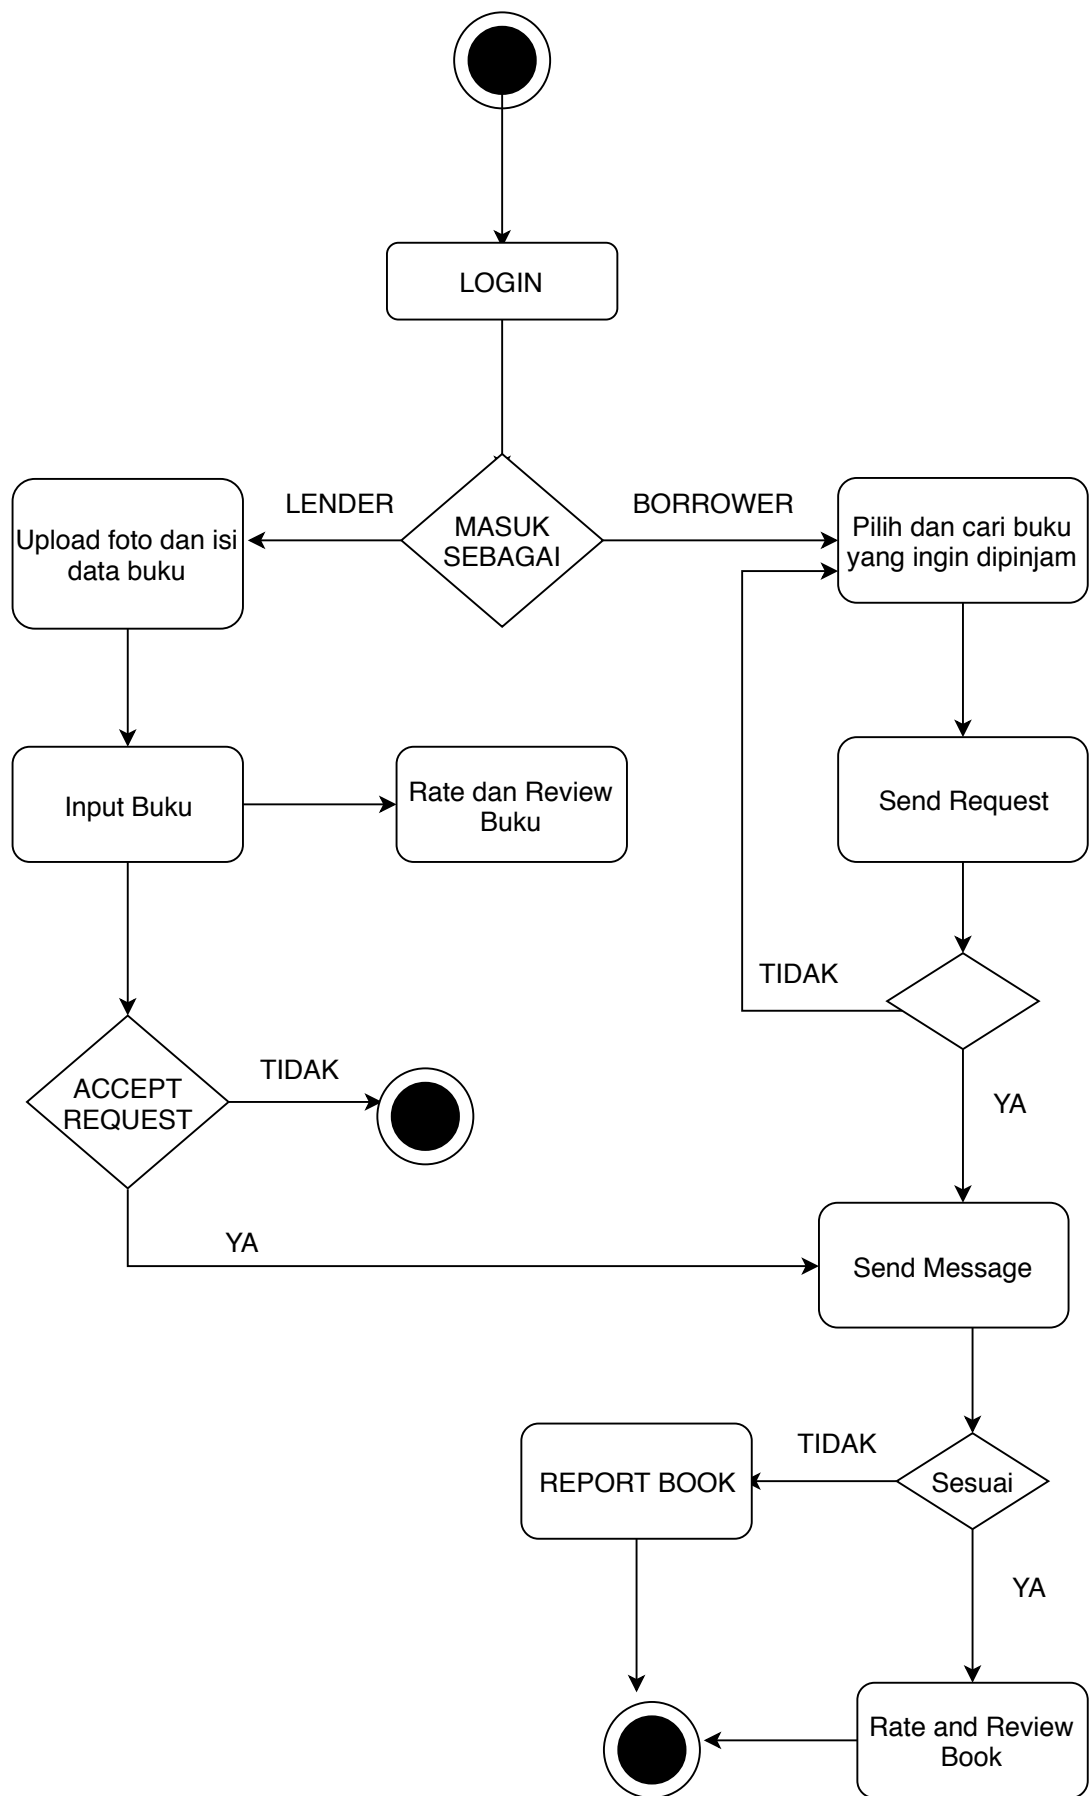 LOGIN
LENDER
BORROWER
MASUK
SEBAGAI
Upload foto dan isi
data buku
Pilih dan cari buku
yang ingin dipinjam
Input Buku
Rate dan Review
Buku
Send Request
TIDAK
ACCEPT
REQUEST
TIDAK
YA
YA
Send Message
TIDAK
REPORT BOOK
Sesuai
YA
Rate and Review
Book